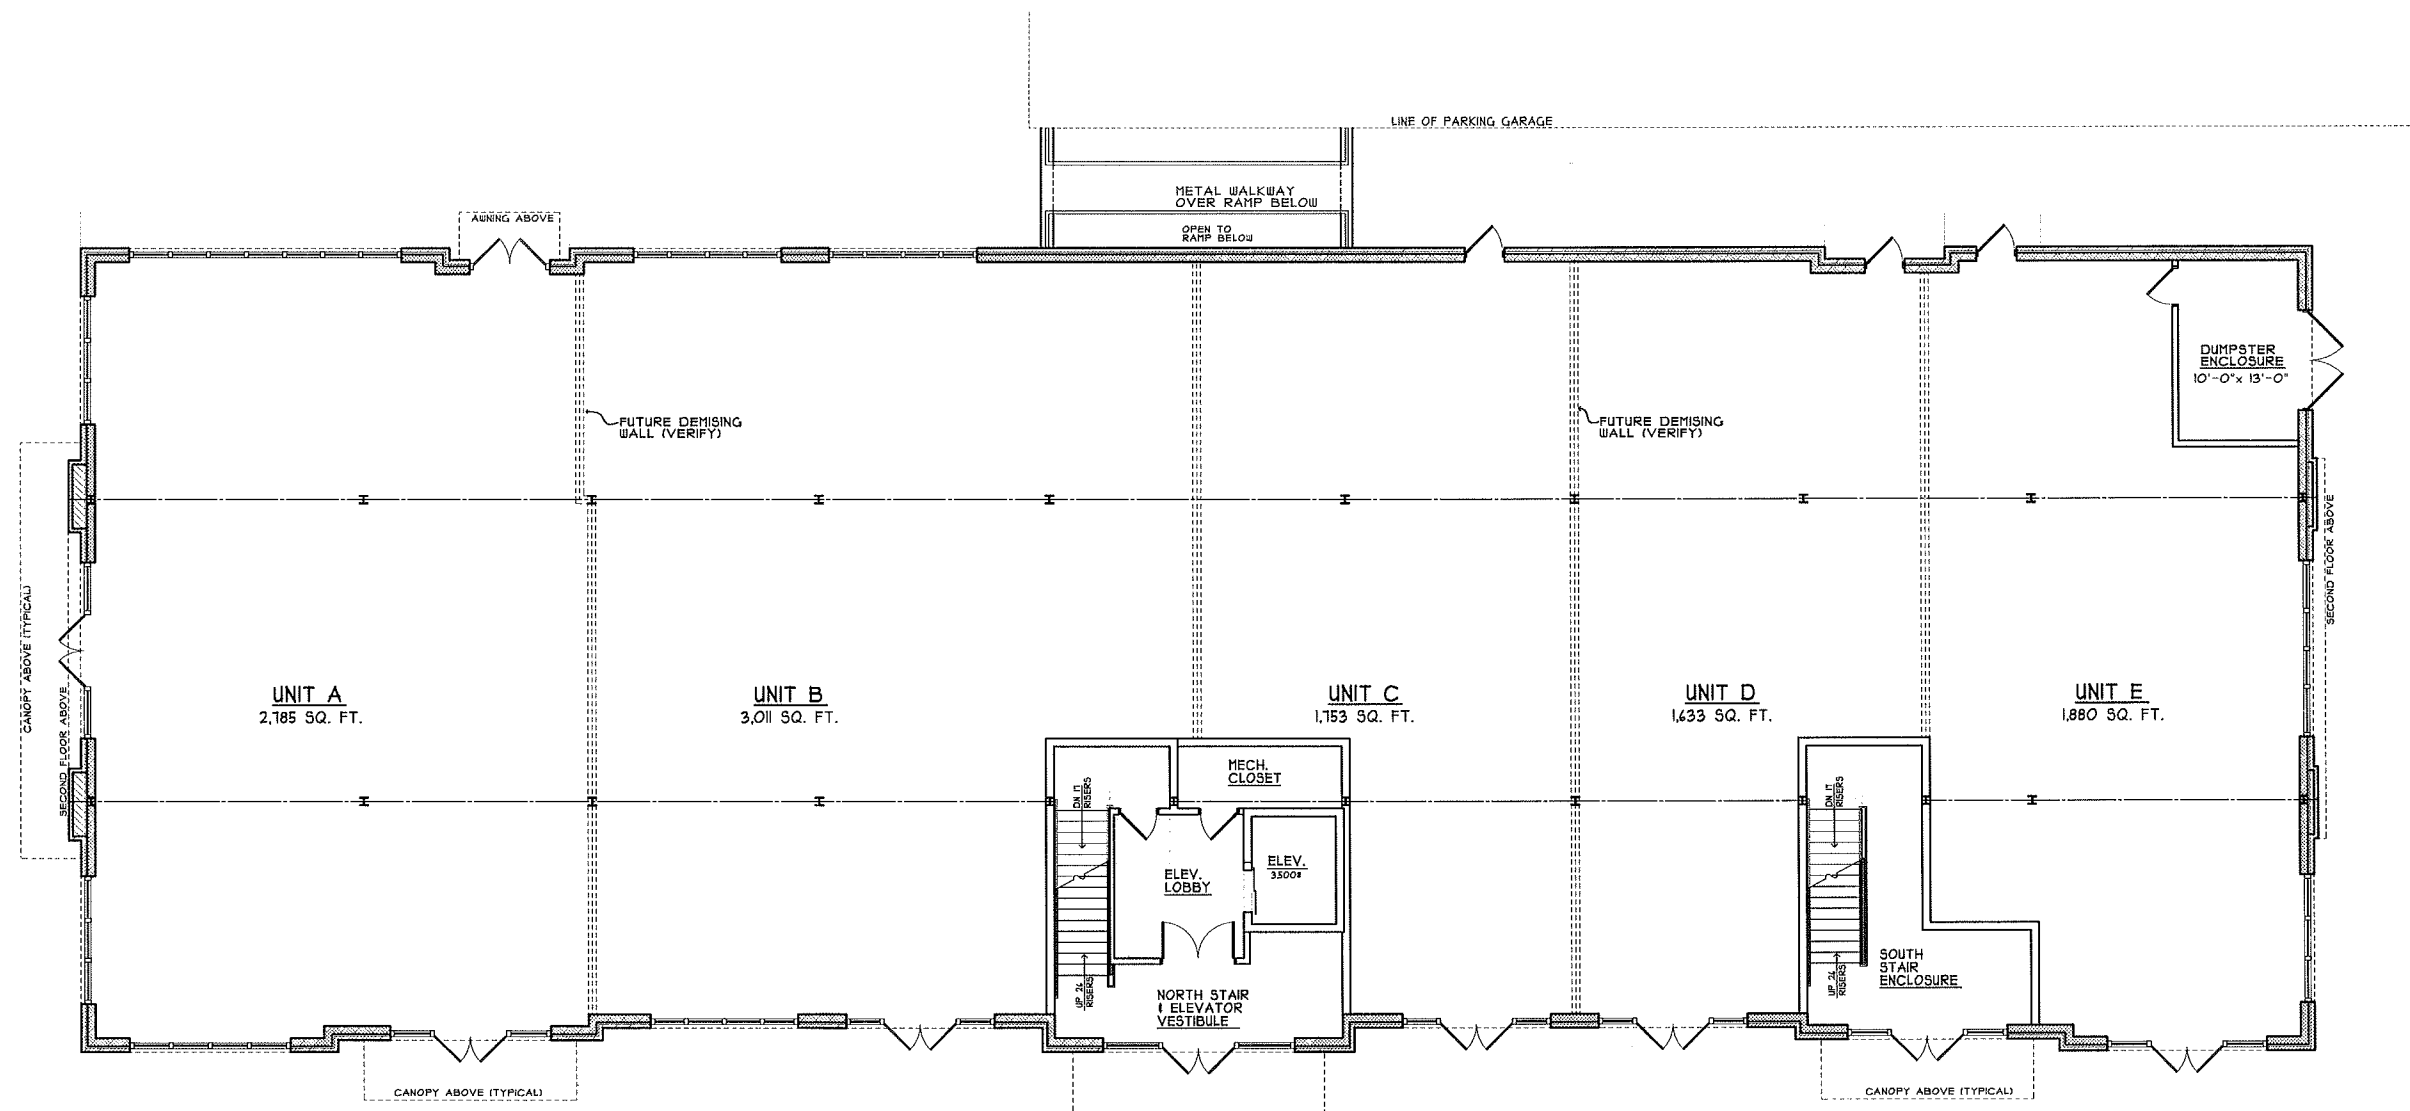 LINE OF PARKING GARAGE
METAL WALKWAY
OVER RAMP BELOW
AWNING ABOVE
OPEN TO
RAMP BELOW
DUMPSTER
ENCLOSURE
10'-0" x 13'-0"
FUTURE DEMISING
WALL (VERIFY)
FUTURE DEMISING
WALL (VERIFY)
SECOND FLOOR ABOVE
CANOPY ABOVE (TYPICAL)
SECOND FLOOR ABOVE
UNIT A
2,785 SQ. FT.
UNIT B
3,011 SQ. FT.
UNIT C
1,753 SQ. FT.
UNIT D
1,633 SQ. FT.
UNIT E
1,880 SQ. FT.
MECH.
CLOSET
DN 17
RISERS
DN 17
RISERS
ELEV.
3500#
ELEV.
LOBBY
UP 26
RISERS
NORTH STAIR
& ELEVATOR
VESTIBULE
UP 26
RISERS
SOUTH
STAIR
ENCLOSURE
CANOPY ABOVE (TYPICAL)
CANOPY ABOVE (TYPICAL)